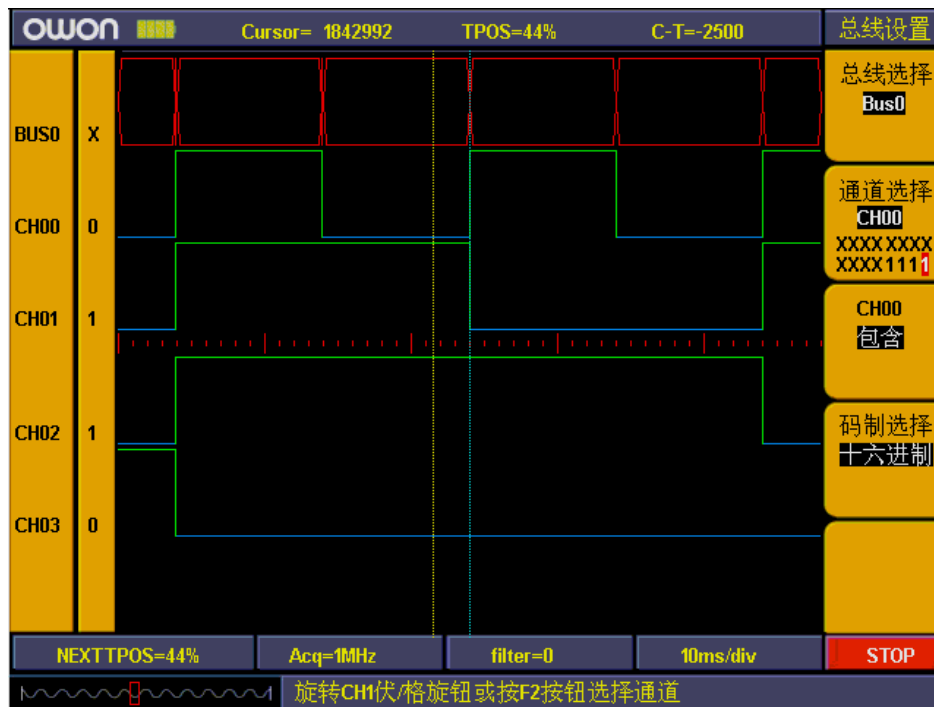 owon Cursor= 1842992 TPOS=44% C-T=-2500 总线设置
总线选择
Bus0
BUS0 X
通道选择
CH00
XXXX XXXX
XXXX1111
CH00 0
CH00
包含
CH01 1
码制选择
十六进制
CH02 1
CH03 0
NEXTTPOS=44% Acq=1MHz filter=0 10ms/div STOP
旋转CH1伏/格旋钮或按F2按钮选择通道